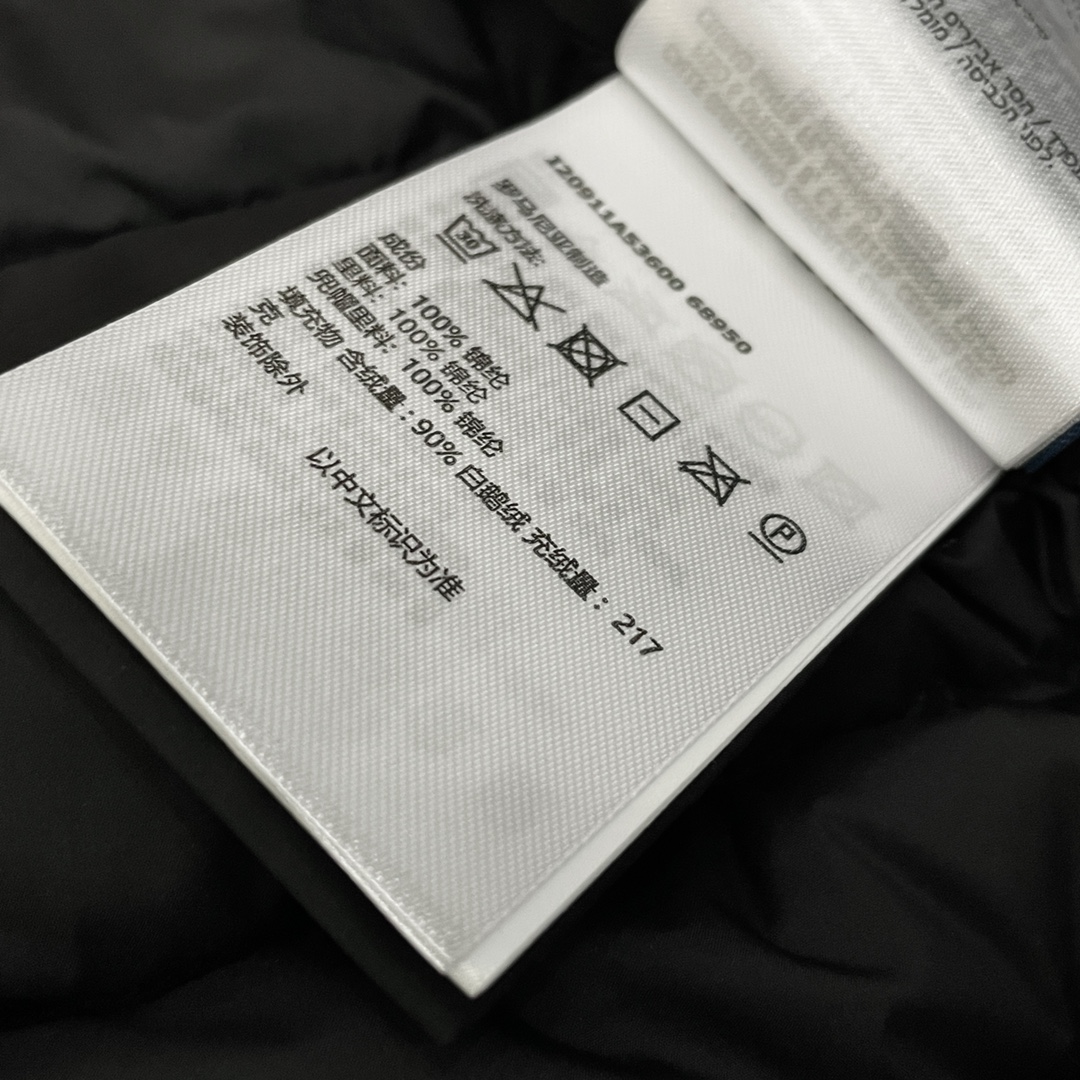 I20911A53600 68950
罗马尼亚制造
洗涤方法:
30
P
成份
面料: 100% 锦纶
里料: 100% 锦纶
兜帽里料: 100% 锦纶
填充物 含绒量:90% 白鹅绒 充绒量:217
克
装饰除外
以中文标识为准